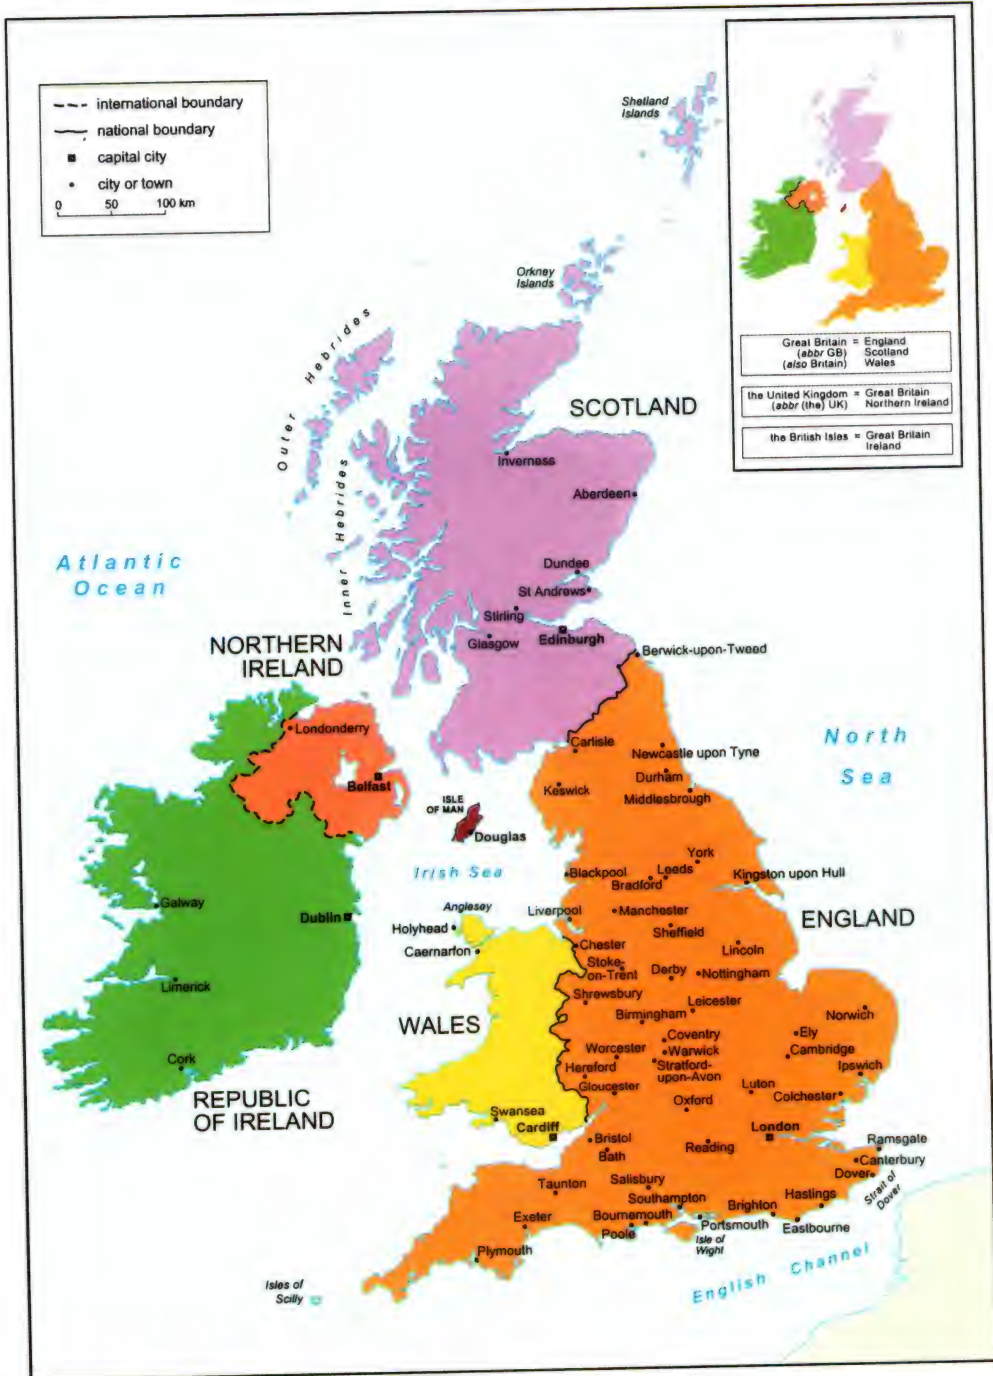 international boundary
national boundary
capital city
city or town
0 50 100 km
Shetland
Islands
Orkney
Islands
Outer Hebrides
Inner Hebrides
SCOTLAND
Inverness
Aberdeen
Dundee
St Andrews
Stirling
Glasgow
Edinburgh
Atlantic
Ocean
NORTHERN
IRELAND
Berwick-upon-Tweed
Londonderry
Belfast
Carlisle
Newcastle upon Tyne
Durham
Keswick
Middlesbrough
North
Sea
ISLE
OF MAN
Douglas
Irish Sea
York
Blackpool
Leeds
Bradford
Kingston upon Hull
Galway
Dublin
Anglesey
Holyhead
Caernarfon
Liverpool
Manchester
Sheffield
ENGLAND
Chester
Lincoln
Stoke-
on-Trent
Derby
Nottingham
Limerick
Shrewsbury
Leicester
Norwich
WALES
Birmingham
Ely
Coventry
Cambridge
Worcester
Warwick
Cork
Hereford
Stratford-
upon-Avon
Ipswich
Gloucester
Luton
Colchester
REPUBLIC
OF IRELAND
Oxford
Swansea
Cardiff
London
Bristol
Reading
Ramsgate
Bath
Canterbury
Dover
Strait of
Dover
Taunton
Salisbury
Southampton
Hastings
Exeter
Bournemouth
Brighton
Poole
Portsmouth
Eastbourne
Isle of
Wight
Plymouth
English Channel
Isles of
Scilly
Great Britain = England
(abbr GB) Scotland
(also Britain) Wales
the United Kingdom = Great Britain
(abbr (the) UK) Northern Ireland
the British Isles = Great Britain
Ireland